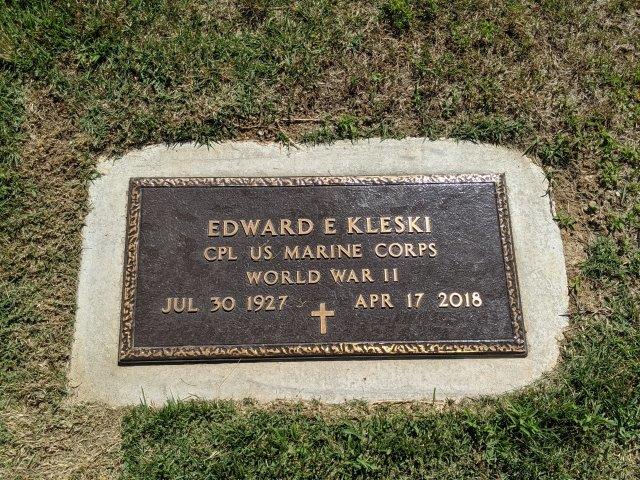 EDWARD E KLESKI
CPL US MARINE CORPS
WORLD WAR II
JUL 30 1927 APR 17 2018